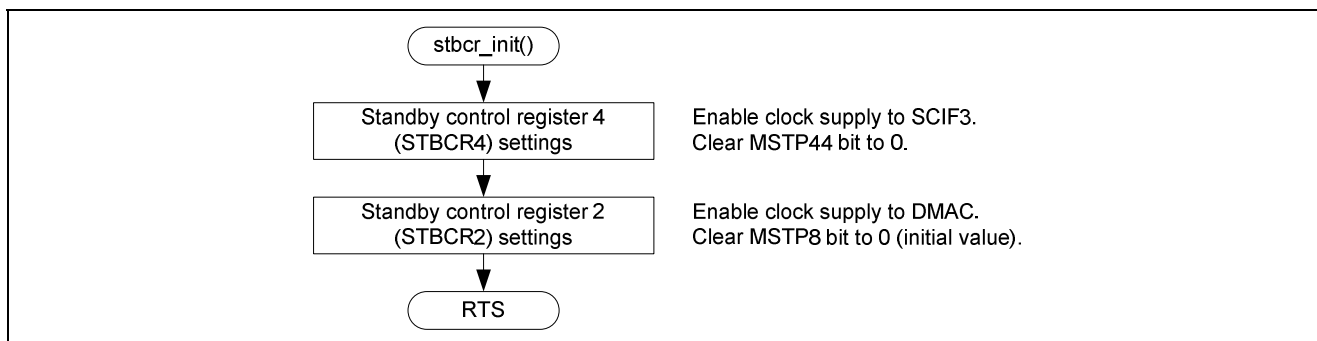 stbcr_init()
Standby control register 4
(STBCR4) settings
Enable clock supply to SCIF3.
Clear MSTP44 bit to 0.
Standby control register 2
(STBCR2) settings
Enable clock supply to DMAC.
Clear MSTP8 bit to 0 (initial value).
RTS